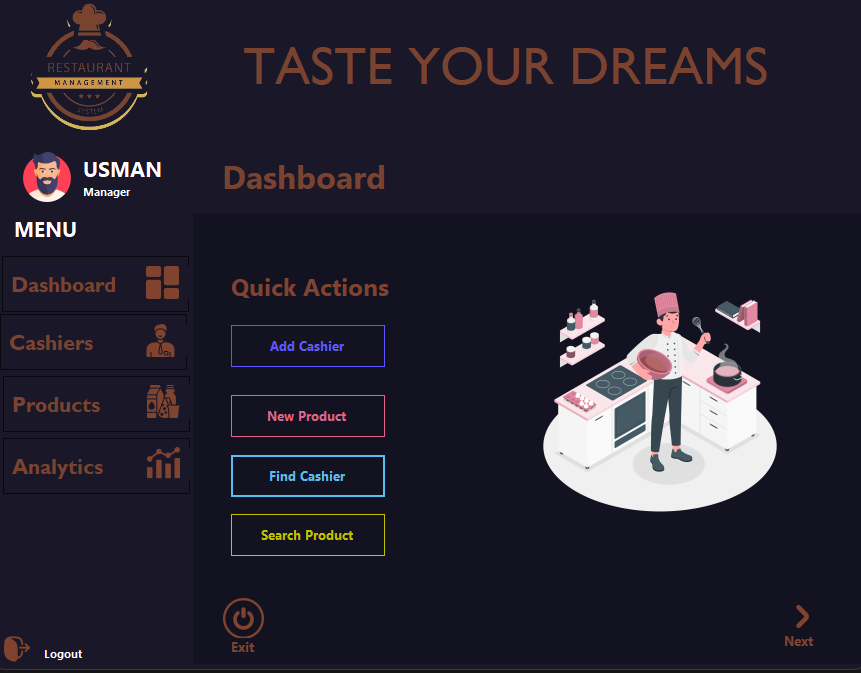 RESTAURANT
MANAGEMENT
SYSTEM
TASTE YOUR DREAMS
USMAN
Manager
Dashboard
MENU
Dashboard
Cashiers
Products
Analytics
Logout
Quick Actions
Add Cashier
New Product
Find Cashier
Search Product
Exit
Next